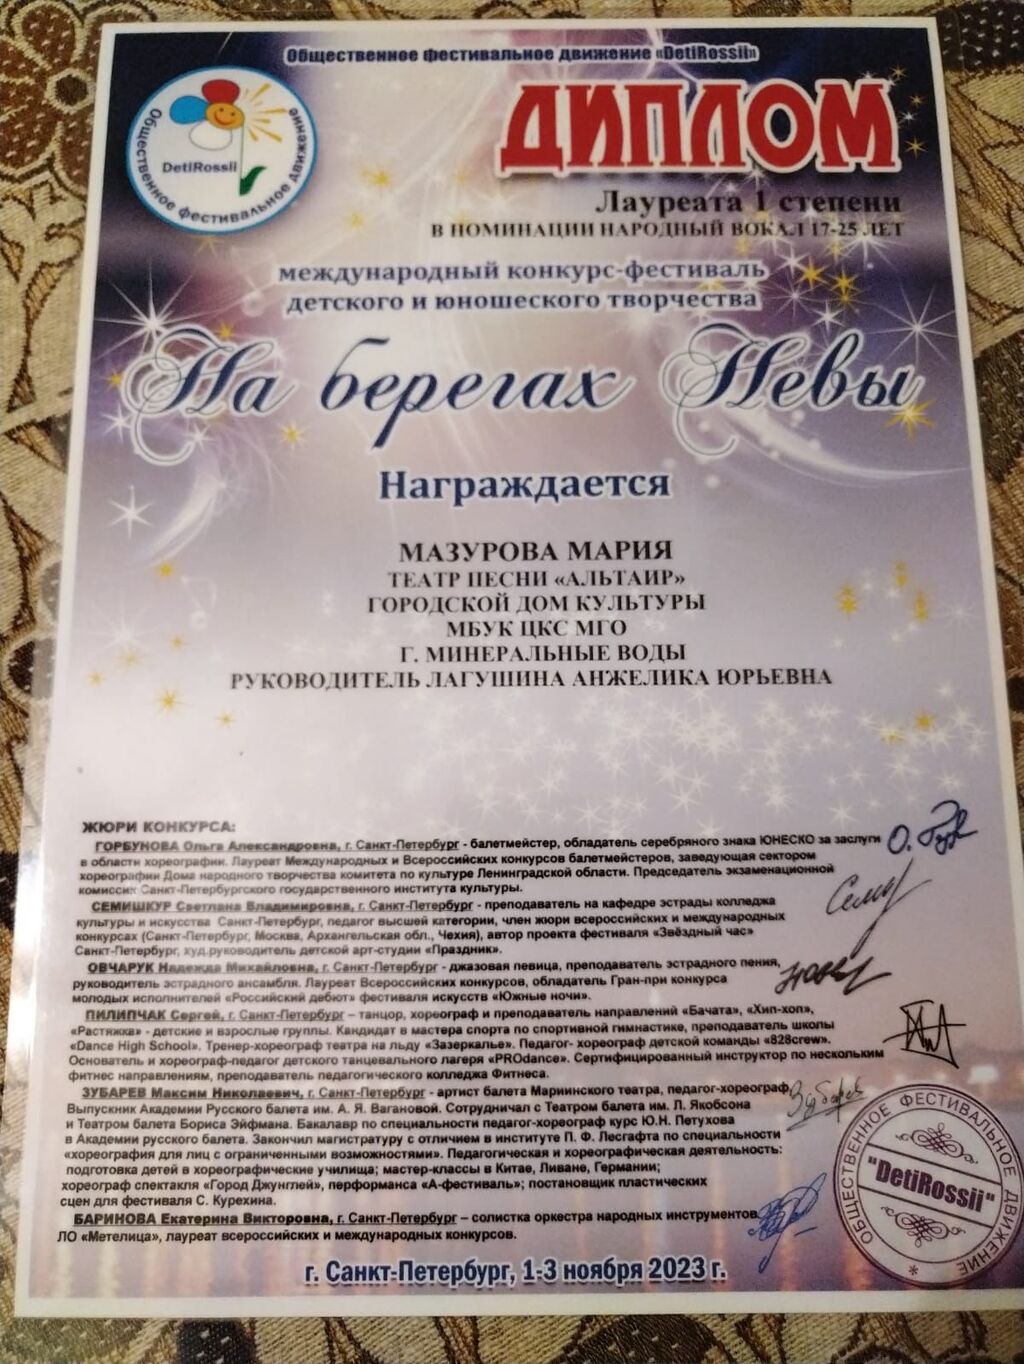 Общественное фестивальное движение «DetiRossii»
Общественное фестивальное движение
DetiRossii
ДИПЛОМ
Лауреата 1 степени
В НОМИНАЦИИ НАРОДНЫЙ ВОКАЛ 17-25 ЛЕТ
международный конкурс-фестиваль
детского и юношеского творчества
На берегах Невы
Награждается
МАЗУРОВА МАРИЯ
ТЕАТР ПЕСНИ «АЛЬТАИР»
ГОРОДСКОЙ ДОМ КУЛЬТУРЫ
МБУК ЦКС МГО
Г. МИНЕРАЛЬНЫЕ ВОДЫ
РУКОВОДИТЕЛЬ ЛАГУШИНА АНЖЕЛИКА ЮРЬЕВНА
ЖЮРИ КОНКУРСА:
ГОРБУНОВА Ольга Александровна, г. Санкт-Петербург - балетмейстер, обладатель серебряного знака ЮНЕСКО за заслуги
в области хореографии. Лауреат Международных и Всероссийских конкурсов балетмейстеров, заведующая сектором
хореографии Дома народного творчества комитета по культуре Ленинградской области. Председатель экзаменационной
комиссии Санкт-Петербургского государственного института культуры.
СЕМИШКУР Светлана Владимировна, г. Санкт-Петербург - преподаватель на кафедре эстрады колледжа
культуры и искусства Санкт-Петербург, педагог высшей категории, член жюри всероссийских и международных
конкурсах (Санкт-Петербург, Москва, Архангельская обл., Чехия), автор проекта фестиваля «Звёздный час»
Санкт-Петербург, худ.руководитель детской арт-студии «Праздник».
ОВЧАРУК Надежда Михайловна, г. Санкт-Петербург - джазовая певица, преподаватель эстрадного пения,
руководитель эстрадного ансамбля. Лауреат Всероссийских конкурсов, обладатель Гран-при конкурса
молодых исполнителей «Российский дебют» фестиваля искусств «Южные ночи».
ПИЛИПЧАК Сергей, г. Санкт-Петербург – танцор, хореограф и преподаватель направлений «Бачата», «Хип-хоп»,
«Растяжка» - детские и взрослые группы. Кандидат в мастера спорта по спортивной гимнастике, преподаватель школы
«Dance High School». Тренер-хореограф театра на льду «Зазеркалье». Педагог- хореограф детской команды «828crew».
Основатель и хореограф-педагог детского танцевального лагеря «PROdance». Сертифицированный инструктор по нескольким
фитнес направлениям, преподаватель педагогического колледжа Фитнеса.
ЗУБАРЕВ Максим Николаевич, г. Санкт-Петербург - артист балета Мариинского театра, педагог-хореограф,
Выпускник Академии Русского балета им. А. Я. Вагановой. Сотрудничал с Театром балета им. Л. Якобсона
и Театром балета Бориса Эйфмана. Бакалавр по специальности педагог-хореограф курс Ю.Н. Петухова
в Академии русского балета. Закончил магистратуру с отличием в институте П. Ф. Лесгафта по специальности
«хореография для лиц с ограниченными возможностями». Педагогическая и хореографическая деятельность:
подготовка детей в хореографические училища; мастер-классы в Китае, Ливане, Германии;
хореограф спектакля «Город Джунглей», перформанса «А-фестиваль»; постановщик пластических
сцен для фестиваля С. Курехина.
БАРИНОВА Екатерина Викторовна, г. Санкт-Петербург – солистка оркестра народных инструментов
ЛО «Метелица», лауреат всероссийских и международных конкурсов.
ОБЩЕСТВЕННОЕ ФЕСТИВАЛЬНОЕ ДВИЖЕНИЕ
"DetiRossii"
г. Санкт-Петербург, 1-3 ноября 2023 г.